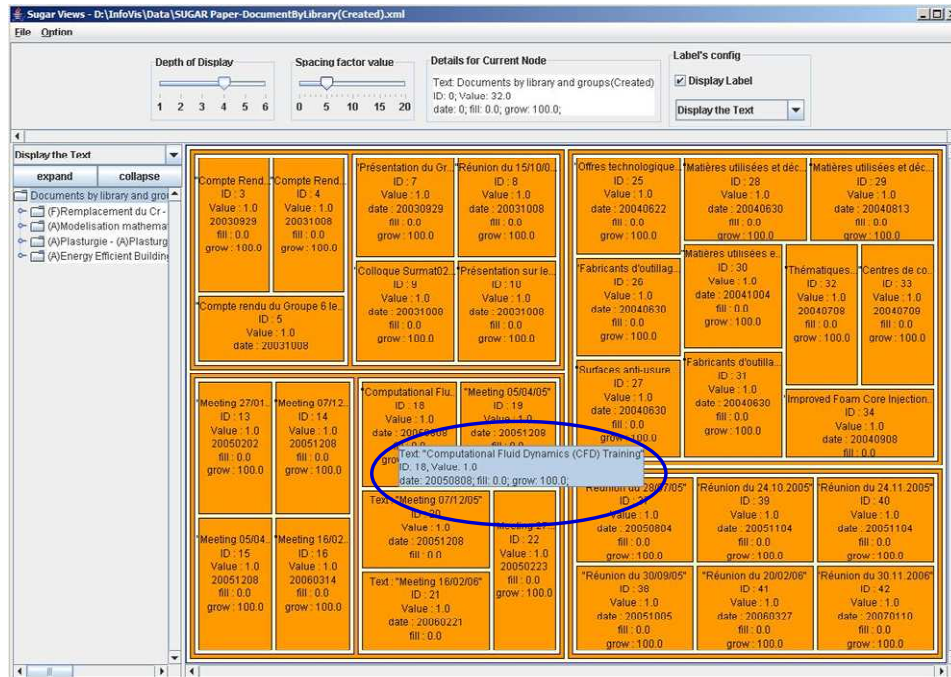 Sugar Views - D:\InfoVis\Data\SUGAR Paper-DocumentByLibrary(Created).xml
File Option
Depth of Display
1 2 3 4 5 6
Spacing factor value
0 5 10 15 20
Details for Current Node
Text: Documents by library and groups(Created)
ID: 0; Value: 32.0
date: 0; fill: 0.0; grow: 100.0;
Label's config
Display Label
Display the Text
Display the Text
expand collapse
Documents by library and grou
(F)Remplacement du Cr -
(A)Modelisation mathema
(A)Plasturgie - (A)Plasturg
(A)Energy Efficient Building
"Compte Rend...
ID : 3
Value : 1.0
20030929
fill : 0.0
grow : 100.0
"Compte Rend...
ID : 4
Value : 1.0
20031008
fill : 0.0
grow : 100.0
"Compte rendu du Groupe 6 le...
ID : 5
Value : 1.0
date : 20031008
"Présentation du Gr...
ID : 7
Value : 1.0
date : 20030929
fill : 0.0
grow : 100.0
"Réunion du 15/10/0...
ID : 8
Value : 1.0
date : 20031008
fill : 0.0
grow : 100.0
"Colloque Surmat02...
ID : 9
Value : 1.0
date : 20031008
fill : 0.0
grow : 100.0
"Présentation sur le...
ID : 10
Value : 1.0
date : 20031008
fill : 0.0
grow : 100.0
"Offres technologique...
ID : 25
Value : 1.0
date : 20040622
fill : 0.0
grow : 100.0
"Matières utilisées et déc...
ID : 28
Value : 1.0
date : 20040630
fill : 0.0
grow : 100.0
"Matières utilisées et déc...
ID : 29
Value : 1.0
date : 20040813
fill : 0.0
grow : 100.0
"Fabricants d'outillag...
ID : 26
Value : 1.0
date : 20040630
fill : 0.0
grow : 100.0
"Matières utilisées e...
ID : 30
Value : 1.0
date : 20041004
fill : 0.0
grow : 100.0
"Thématiques...
ID : 32
Value : 1.0
20040708
fill : 0.0
grow : 100.0
"Centres de co...
ID : 33
Value : 1.0
20040709
fill : 0.0
grow : 100.0
"Surfaces anti-usure
ID : 27
Value : 1.0
date : 20040630
fill : 0.0
grow : 100.0
"Fabricants d'outilla...
ID : 31
Value : 1.0
date : 20040630
fill : 0.0
grow : 100.0
"Improved Foam Core Injection...
ID : 34
Value : 1.0
date : 20040908
fill : 0.0
"Meeting 27/01...
ID : 13
Value : 1.0
20050202
fill : 0.0
grow : 100.0
"Meeting 07/12...
ID : 14
Value : 1.0
20051208
fill : 0.0
grow : 100.0
"Meeting 05/04...
ID : 15
Value : 1.0
20051208
fill : 0.0
grow : 100.0
"Meeting 16/02...
ID : 16
Value : 1.0
20060314
fill : 0.0
grow : 100.0
"Computational Flu...
ID : 18
Value : 1.0
date :
"Meeting 05/04/05"
ID : 19
Value : 1.0
date : 20051208
Text: "Computational Fluid Dynamics (CFD) Training"
ID: 18, Value: 1.0
date: 20050808; fill: 0.0; grow: 100.0;
Text : "Meeting 07/12/05"
Value : 1.0
date : 20051208
fill : 0.0
ID : 22
Value : 1.0
20050223
fill : 0.0
grow : 100.0
Text : "Meeting 16/02/06"
ID : 21
Value : 1.0
date : 20060221
fill : 0.0
"Réunion du 28/07/05"
Value : 1.0
date : 20050804
fill : 0.0
grow : 100.0
"Réunion du 24.10.2005"
ID : 39
Value : 1.0
date : 20051104
fill : 0.0
grow : 100.0
"Réunion du 24.11.2005"
ID : 40
Value : 1.0
date : 20051104
fill : 0.0
grow : 100.0
"Réunion du 30/09/05"
ID : 38
Value : 1.0
date : 20051005
fill : 0.0
grow : 100.0
"Réunion du 20/02/06"
ID : 41
Value : 1.0
date : 20060327
fill : 0.0
grow : 100.0
"Réunion du 30.11.2006"
ID : 42
Value : 1.0
date : 20070110
fill : 0.0
grow : 100.0